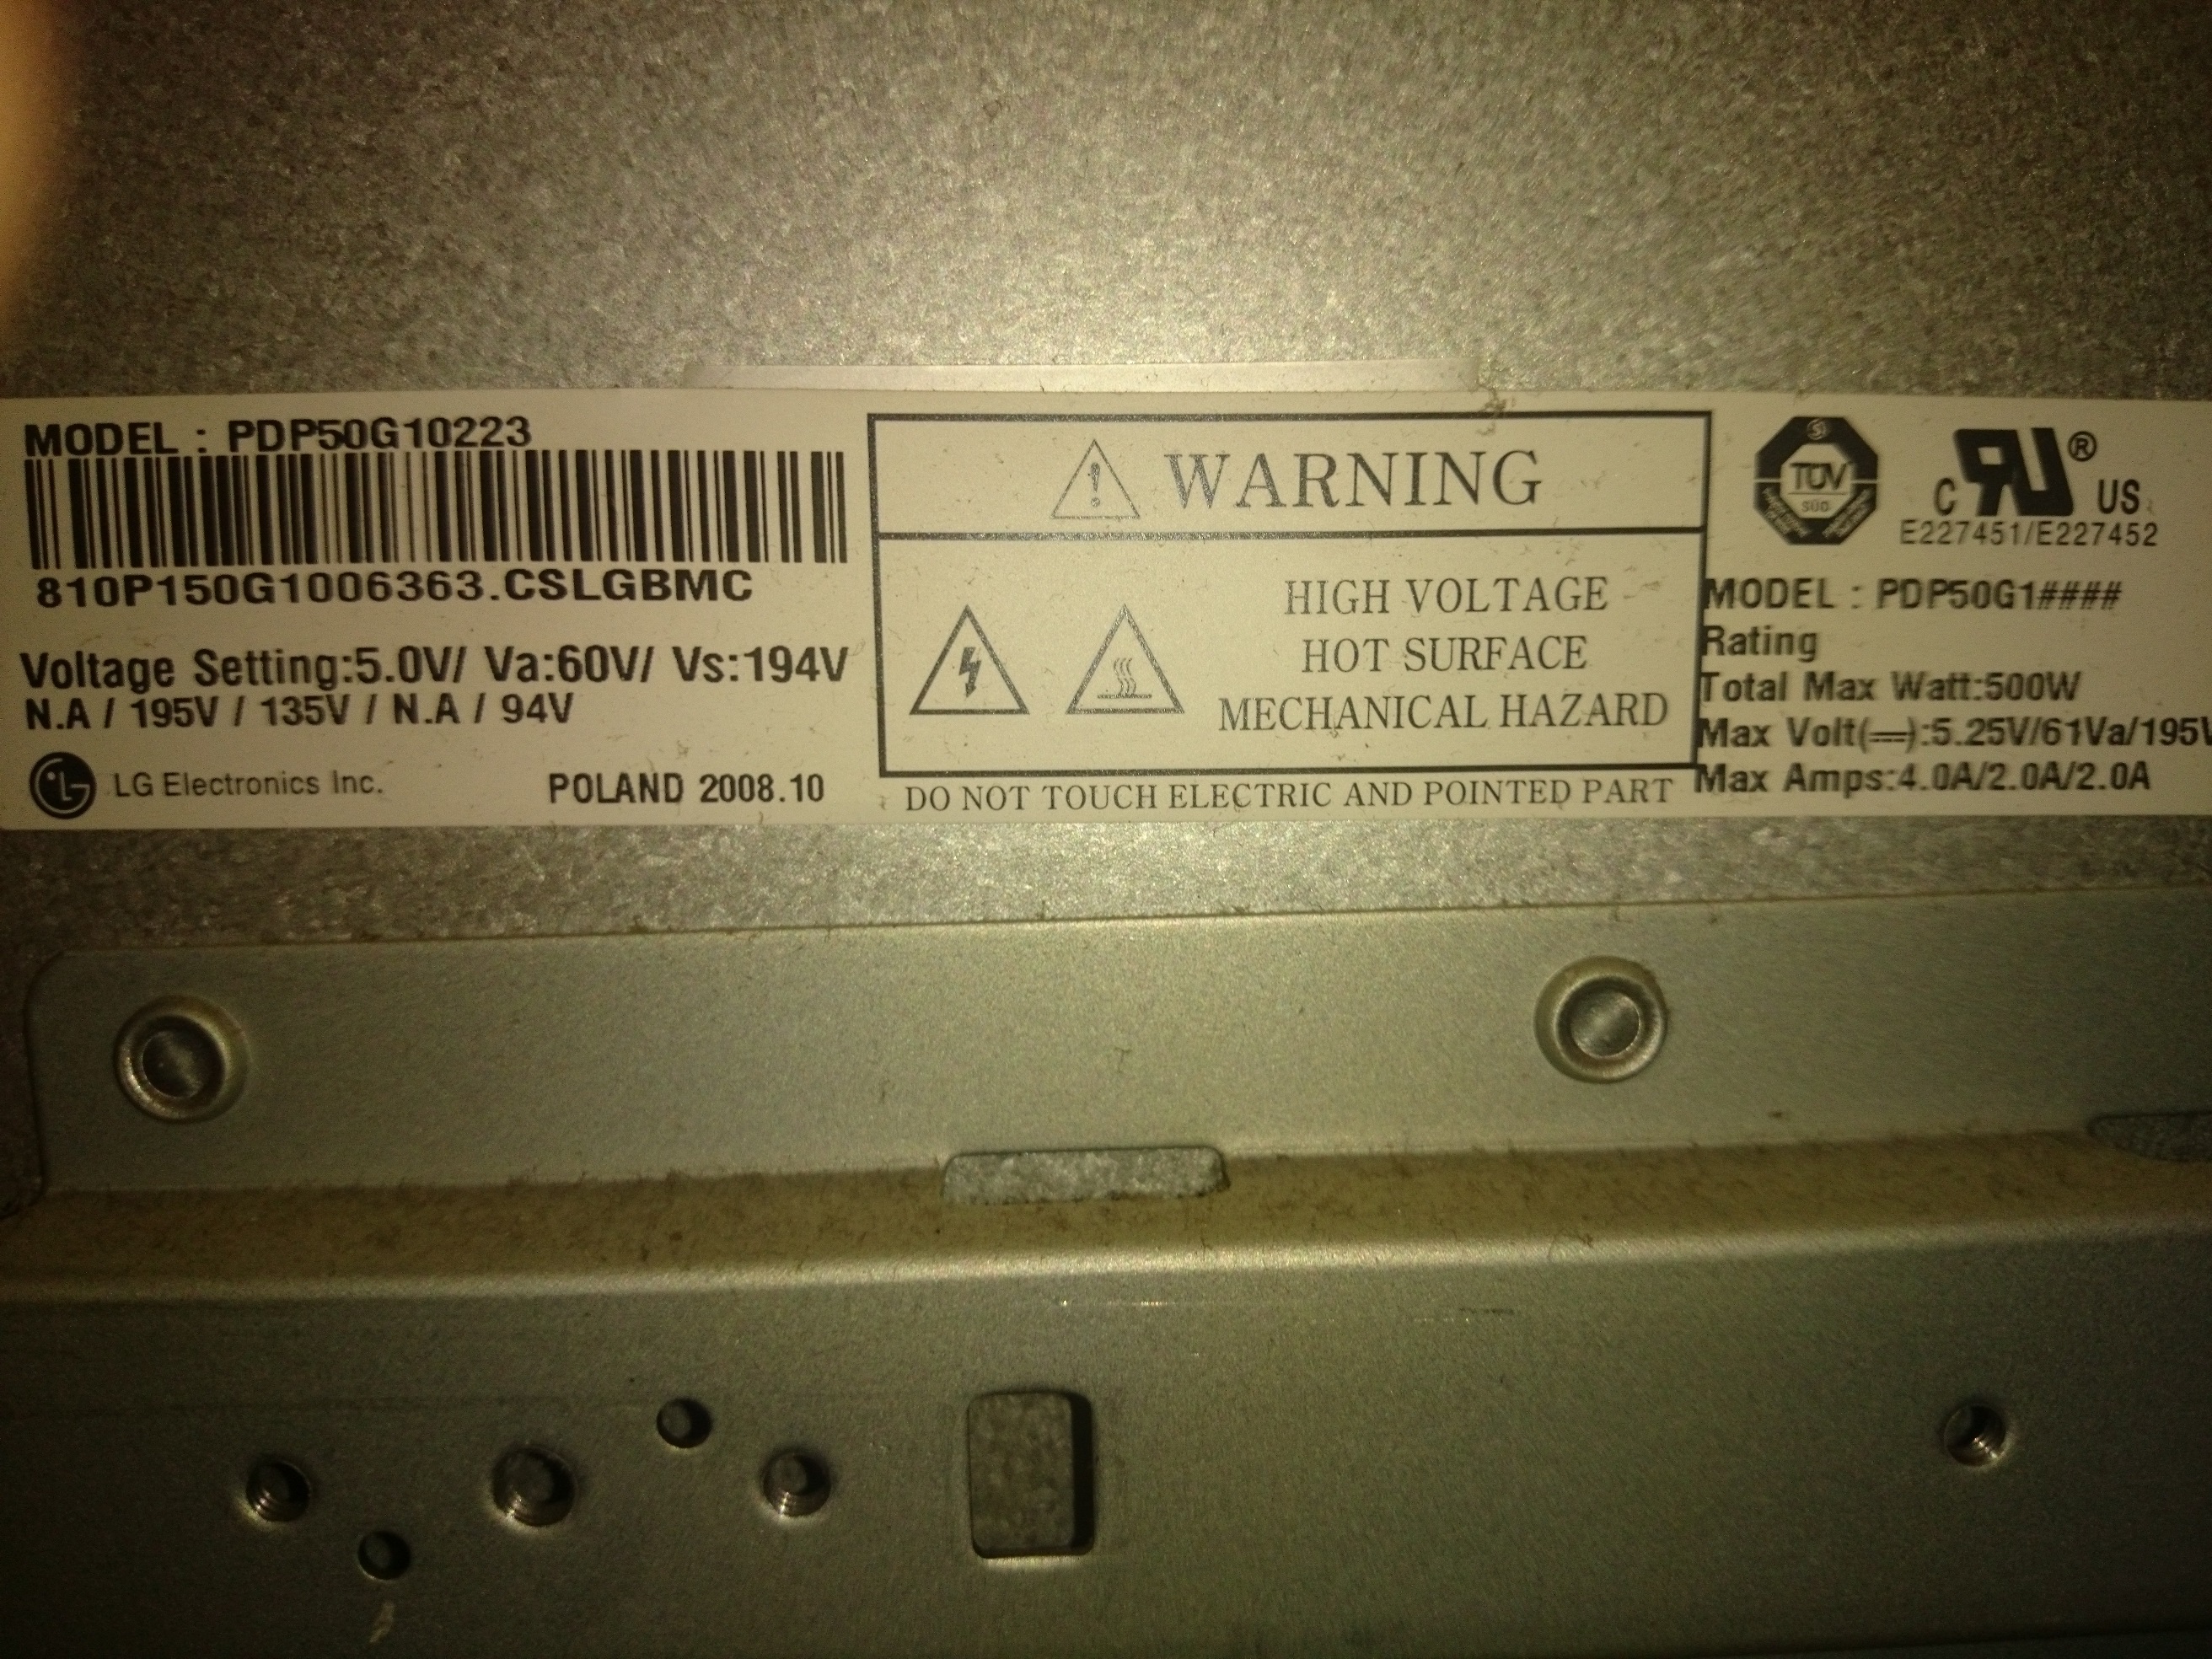 MODEL : PDP50G10223
810P150G1006363.CSLGBMC
Voltage Setting:5.0V/ Va:60V/ Vs:194V
N.A / 195V / 135V / N.A / 94V
LG Electronics Inc.
POLAND 2008.10
WARNING
HIGH VOLTAGE
HOT SURFACE
MECHANICAL HAZARD
DO NOT TOUCH ELECTRIC AND POINTED PART
TÜV
SÜD
C RU ® US
E227451/E227452
MODEL : PDP50G1####
Rating
Total Max Watt:500W
Max Volt(⎓):5.25V/61Va/195V
Max Amps:4.0A/2.0A/2.0A